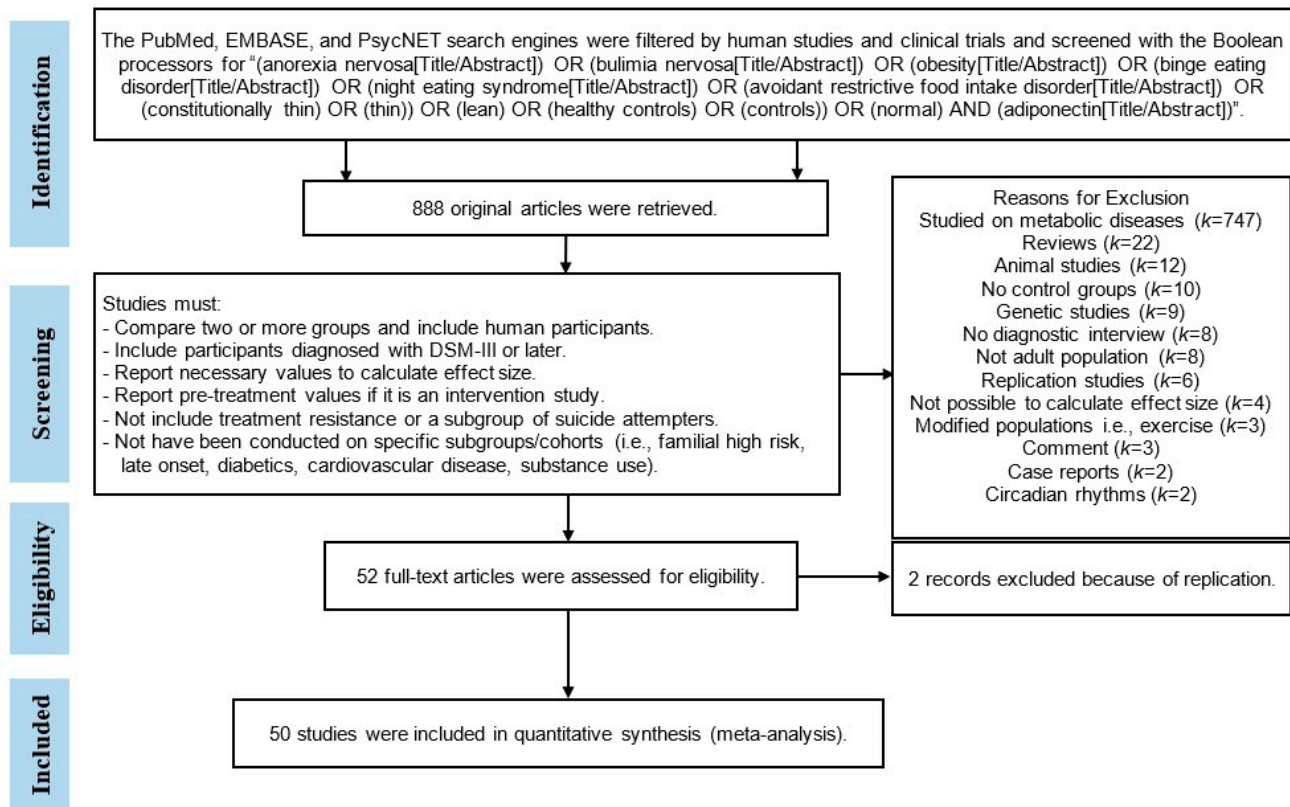 Identification
The PubMed, EMBASE, and PsycNET search engines were filtered by human studies and clinical trials and screened with the Boolean
processors for “(anorexia nervosa[Title/Abstract]) OR (bulimia nervosa[Title/Abstract]) OR (obesity[Title/Abstract]) OR (binge eating
disorder[Title/Abstract]) OR (night eating syndrome[Title/Abstract]) OR (avoidant restrictive food intake disorder[Title/Abstract]) OR
(constitutionally thin) OR (thin)) OR (lean) OR (healthy controls) OR (controls)) OR (normal) AND (adiponectin[Title/Abstract])”.
888 original articles were retrieved.
Screening
Studies must:
- Compare two or more groups and include human participants.
- Include participants diagnosed with DSM-III or later.
- Report necessary values to calculate effect size.
- Report pre-treatment values if it is an intervention study.
- Not include treatment resistance or a subgroup of suicide attempters.
- Not have been conducted on specific subgroups/cohorts (i.e., familial high risk,
late onset, diabetics, cardiovascular disease, substance use).
Reasons for Exclusion
Studied on metabolic diseases (k=747)
Reviews (k=22)
Animal studies (k=12)
No control groups (k=10)
Genetic studies (k=9)
No diagnostic interview (k=8)
Not adult population (k=8)
Replication studies (k=6)
Not possible to calculate effect size (k=4)
Modified populations i.e., exercise (k=3)
Comment (k=3)
Case reports (k=2)
Circadian rhythms (k=2)
Eligibility
52 full-text articles were assessed for eligibility.
2 records excluded because of replication.
Included
50 studies were included in quantitative synthesis (meta-analysis).